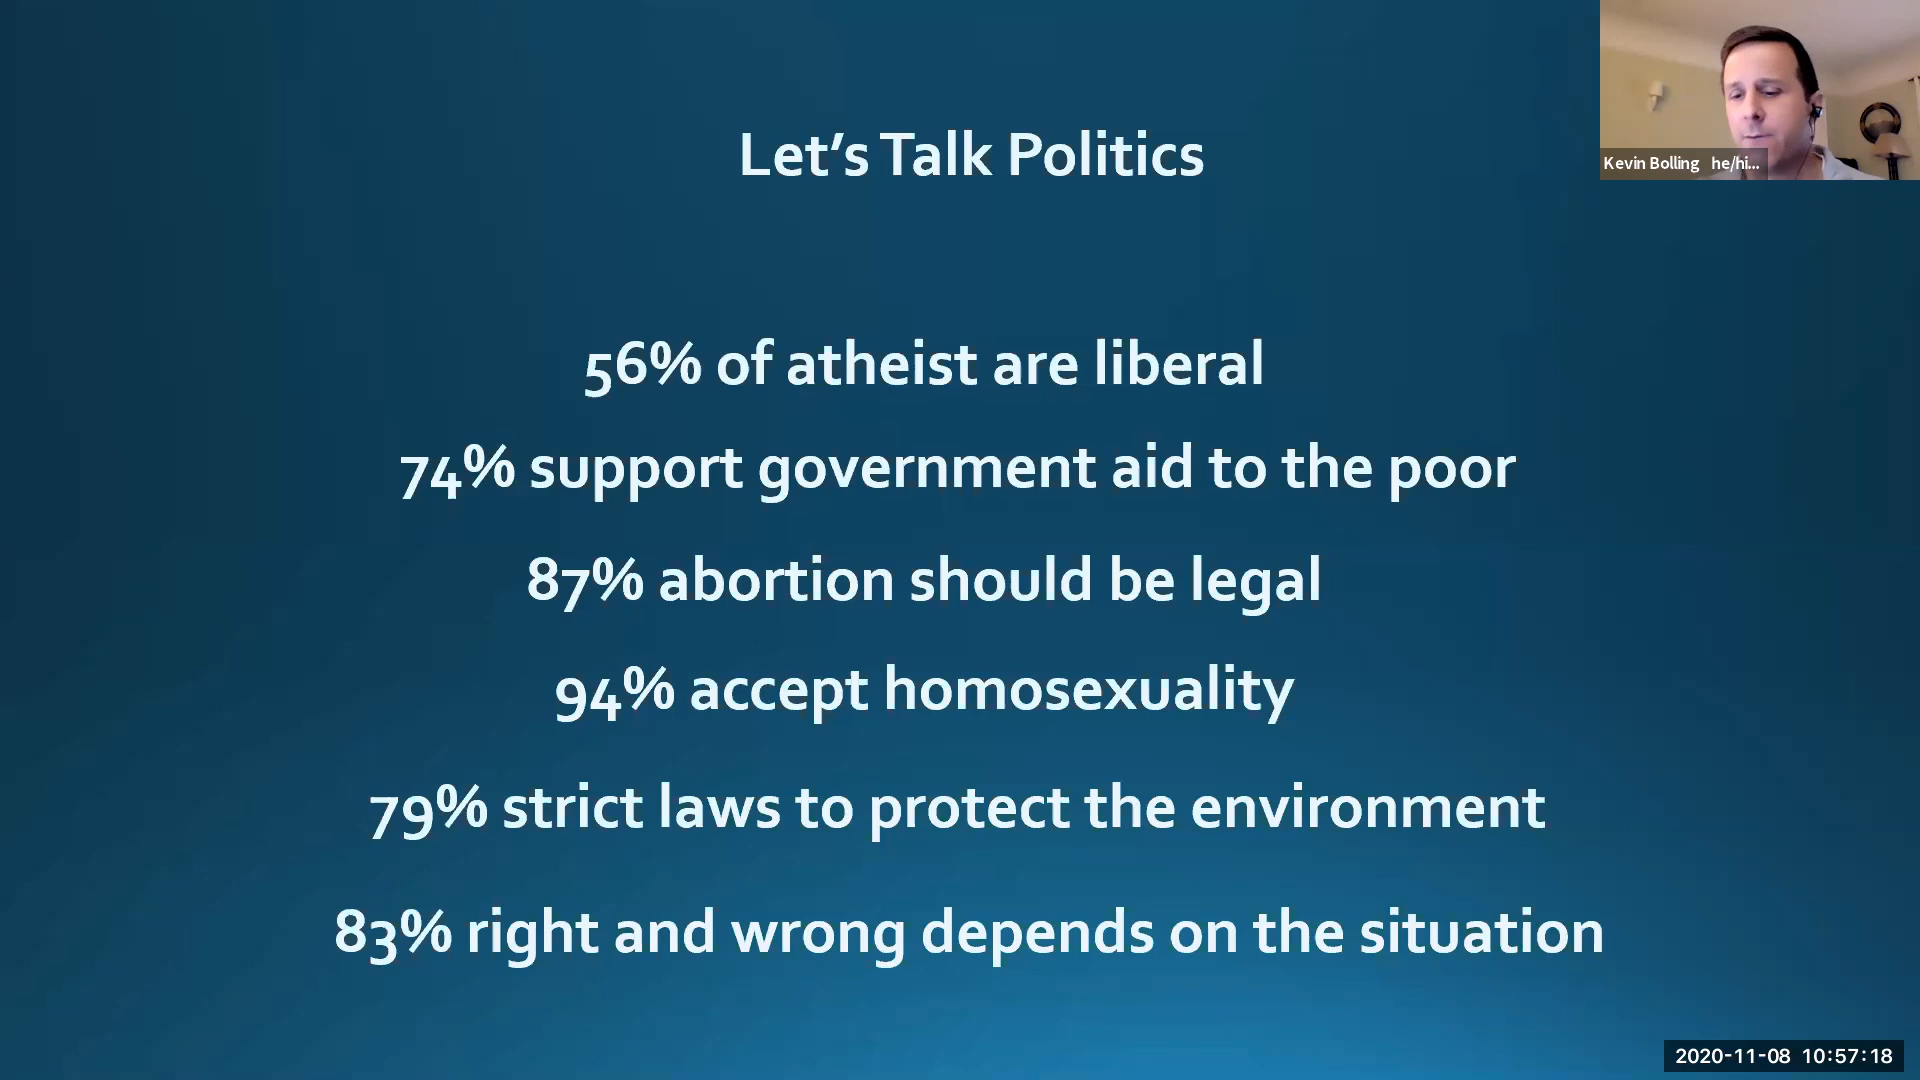 Let’s Talk Politics
Kevin Bolling he/hi...
56% of atheist are liberal
74% support government aid to the poor
87% abortion should be legal
94% accept homosexuality
79% strict laws to protect the environment
83% right and wrong depends on the situation
2020-11-08 10:57:18